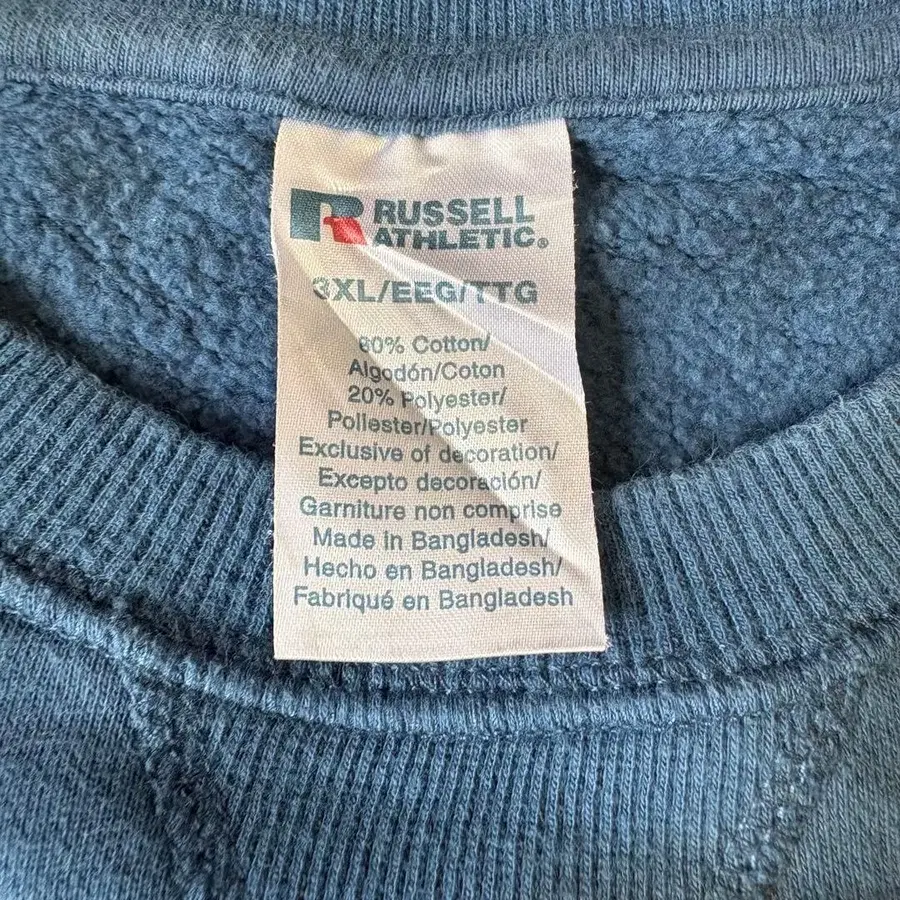 RUSSELL
ATHLETIC®
3XL/EEG/TTG
80% Cotton/
Algodón/Coton
20% Polyester/
Poliester/Polyester
Exclusive of decoration/
Excepto decoración/
Garniture non comprise
Made in Bangladesh/
Hecho en Bangladesh/
Fabriqué en Bangladesh